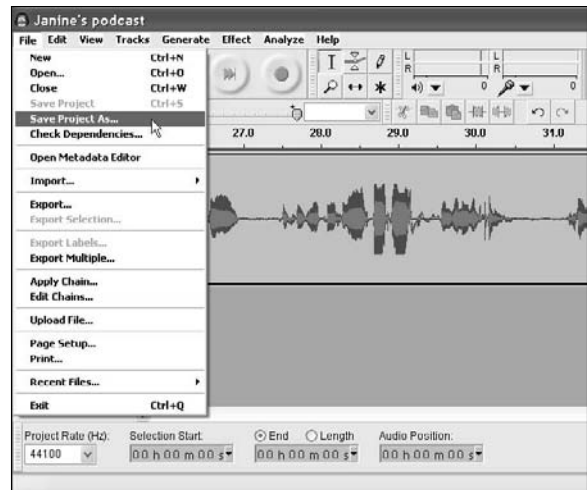 Janine's podcast
File Edit View Tracks Generate Effect Analyze Help
New Ctrl+N
Open... Ctrl+O
Close Ctrl+W
Save Project Ctrl+S
Save Project As...
Check Dependencies...
Open Metadata Editor
Import...
Export...
Export Selection...
Export Labels...
Export Multiple...
Apply Chain...
Edit Chains...
Upload File...
Page Setup...
Print...
Recent Files...
Exit Ctrl+Q
L
R
L
R
0
0
27.0 28.0 29.0 30.0 31.0
Project Rate (Hz): Selection Start: End Length Audio Position:
44100 00 h 00 m 00 s 00 h 00 m 00 s 00 h 00 m 00 s